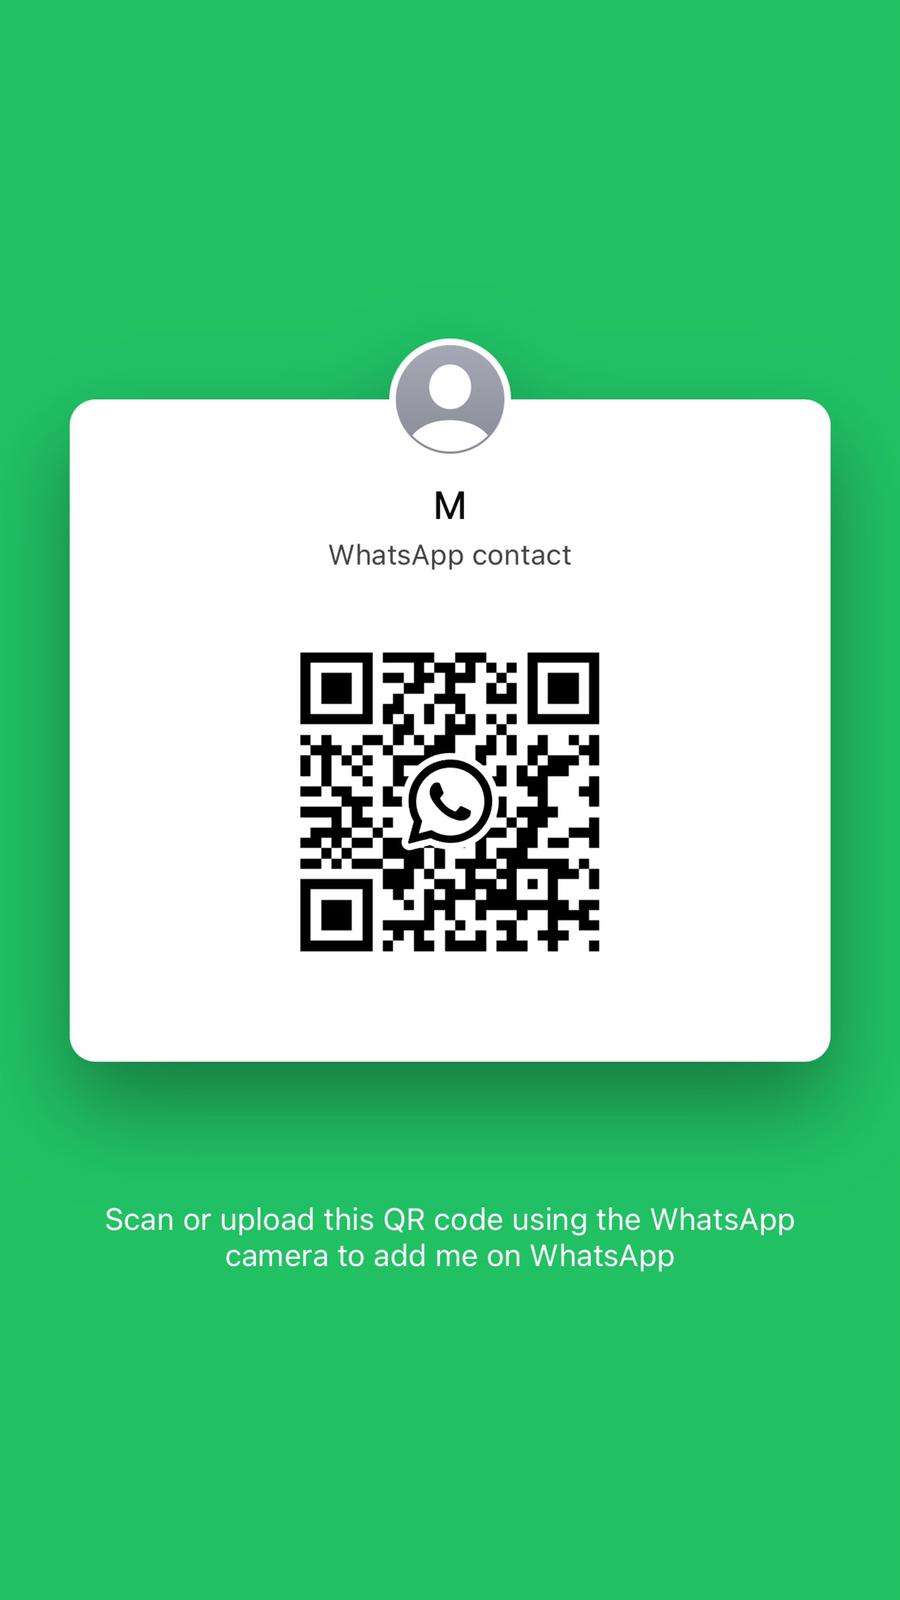 M
WhatsApp contact
Scan or upload this QR code using the WhatsApp
camera to add me on WhatsApp